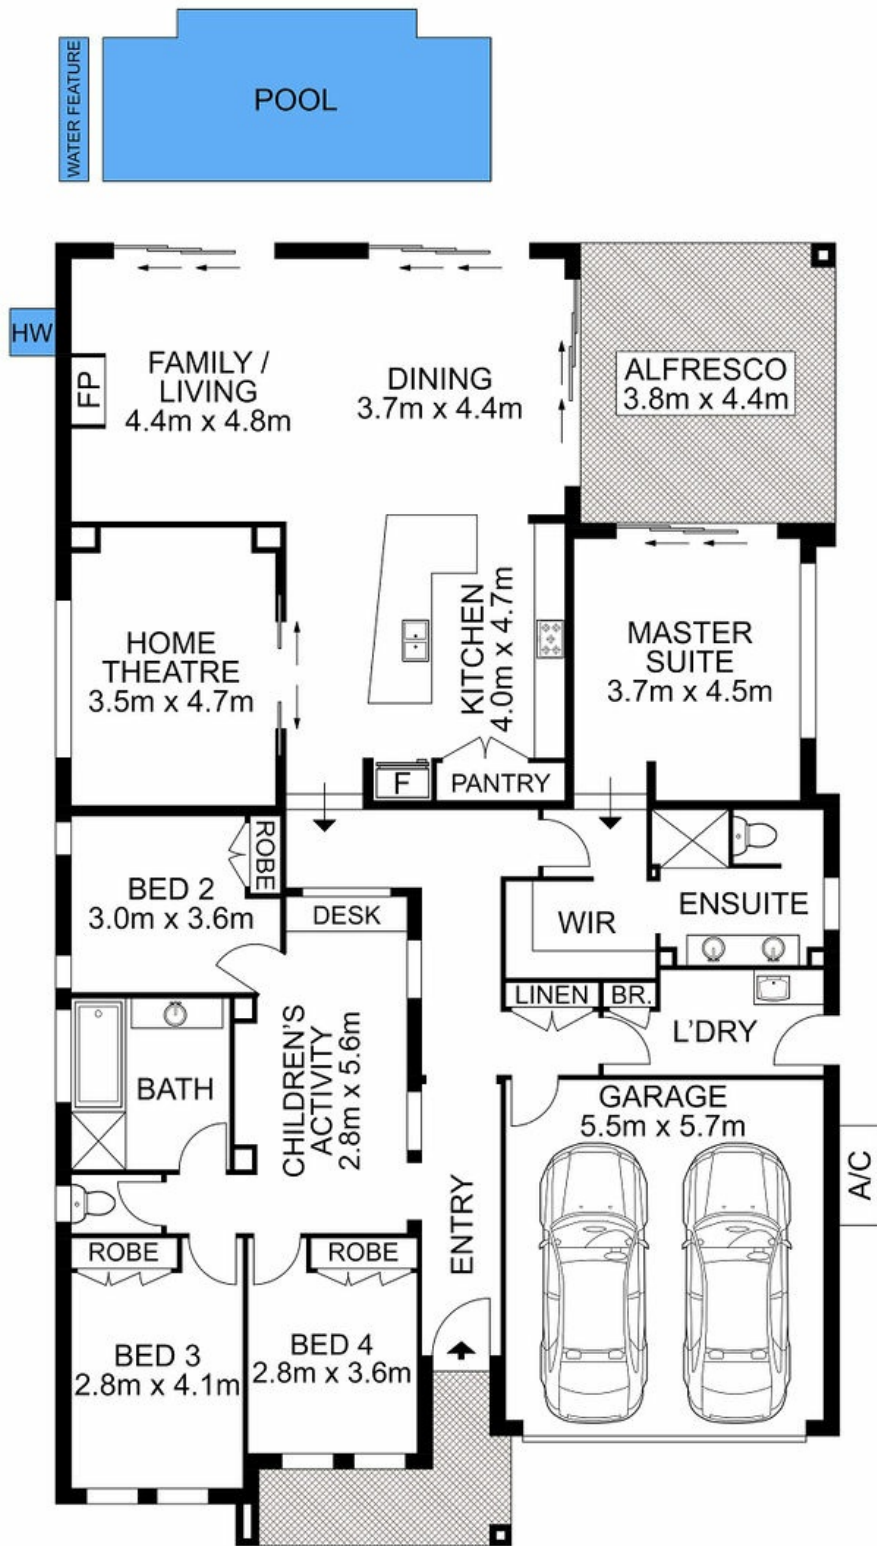 POOL
WATER FEATURE
HW
FP
FAMILY /
LIVING
4.4m x 4.8m
DINING
3.7m x 4.4m
ALFRESCO
3.8m x 4.4m
HOME
THEATRE
3.5m x 4.7m
KITCHEN
4.0m x 4.7m
MASTER
SUITE
3.7m x 4.5m
F
PANTRY
BED 2
3.0m x 3.6m
ROBE
DESK
WIR
ENSUITE
LINEN
BR.
L'DRY
BATH
CHILDREN'S
ACTIVITY
2.8m x 5.6m
GARAGE
5.5m x 5.7m
A/C
ENTRY
ROBE
ROBE
BED 3
2.8m x 4.1m
BED 4
2.8m x 3.6m